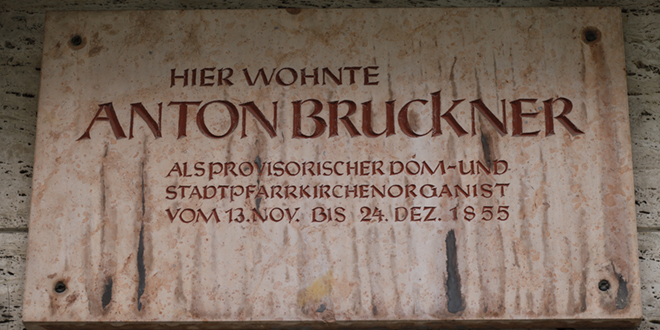 HIER WOHNTE
ANTON BRUCKNER
ALS PROVISORISCHER DOM- UND
STADTPFARRKIRCHENORGANIST
VOM 13. NOV. BIS 24. DEZ. 1855